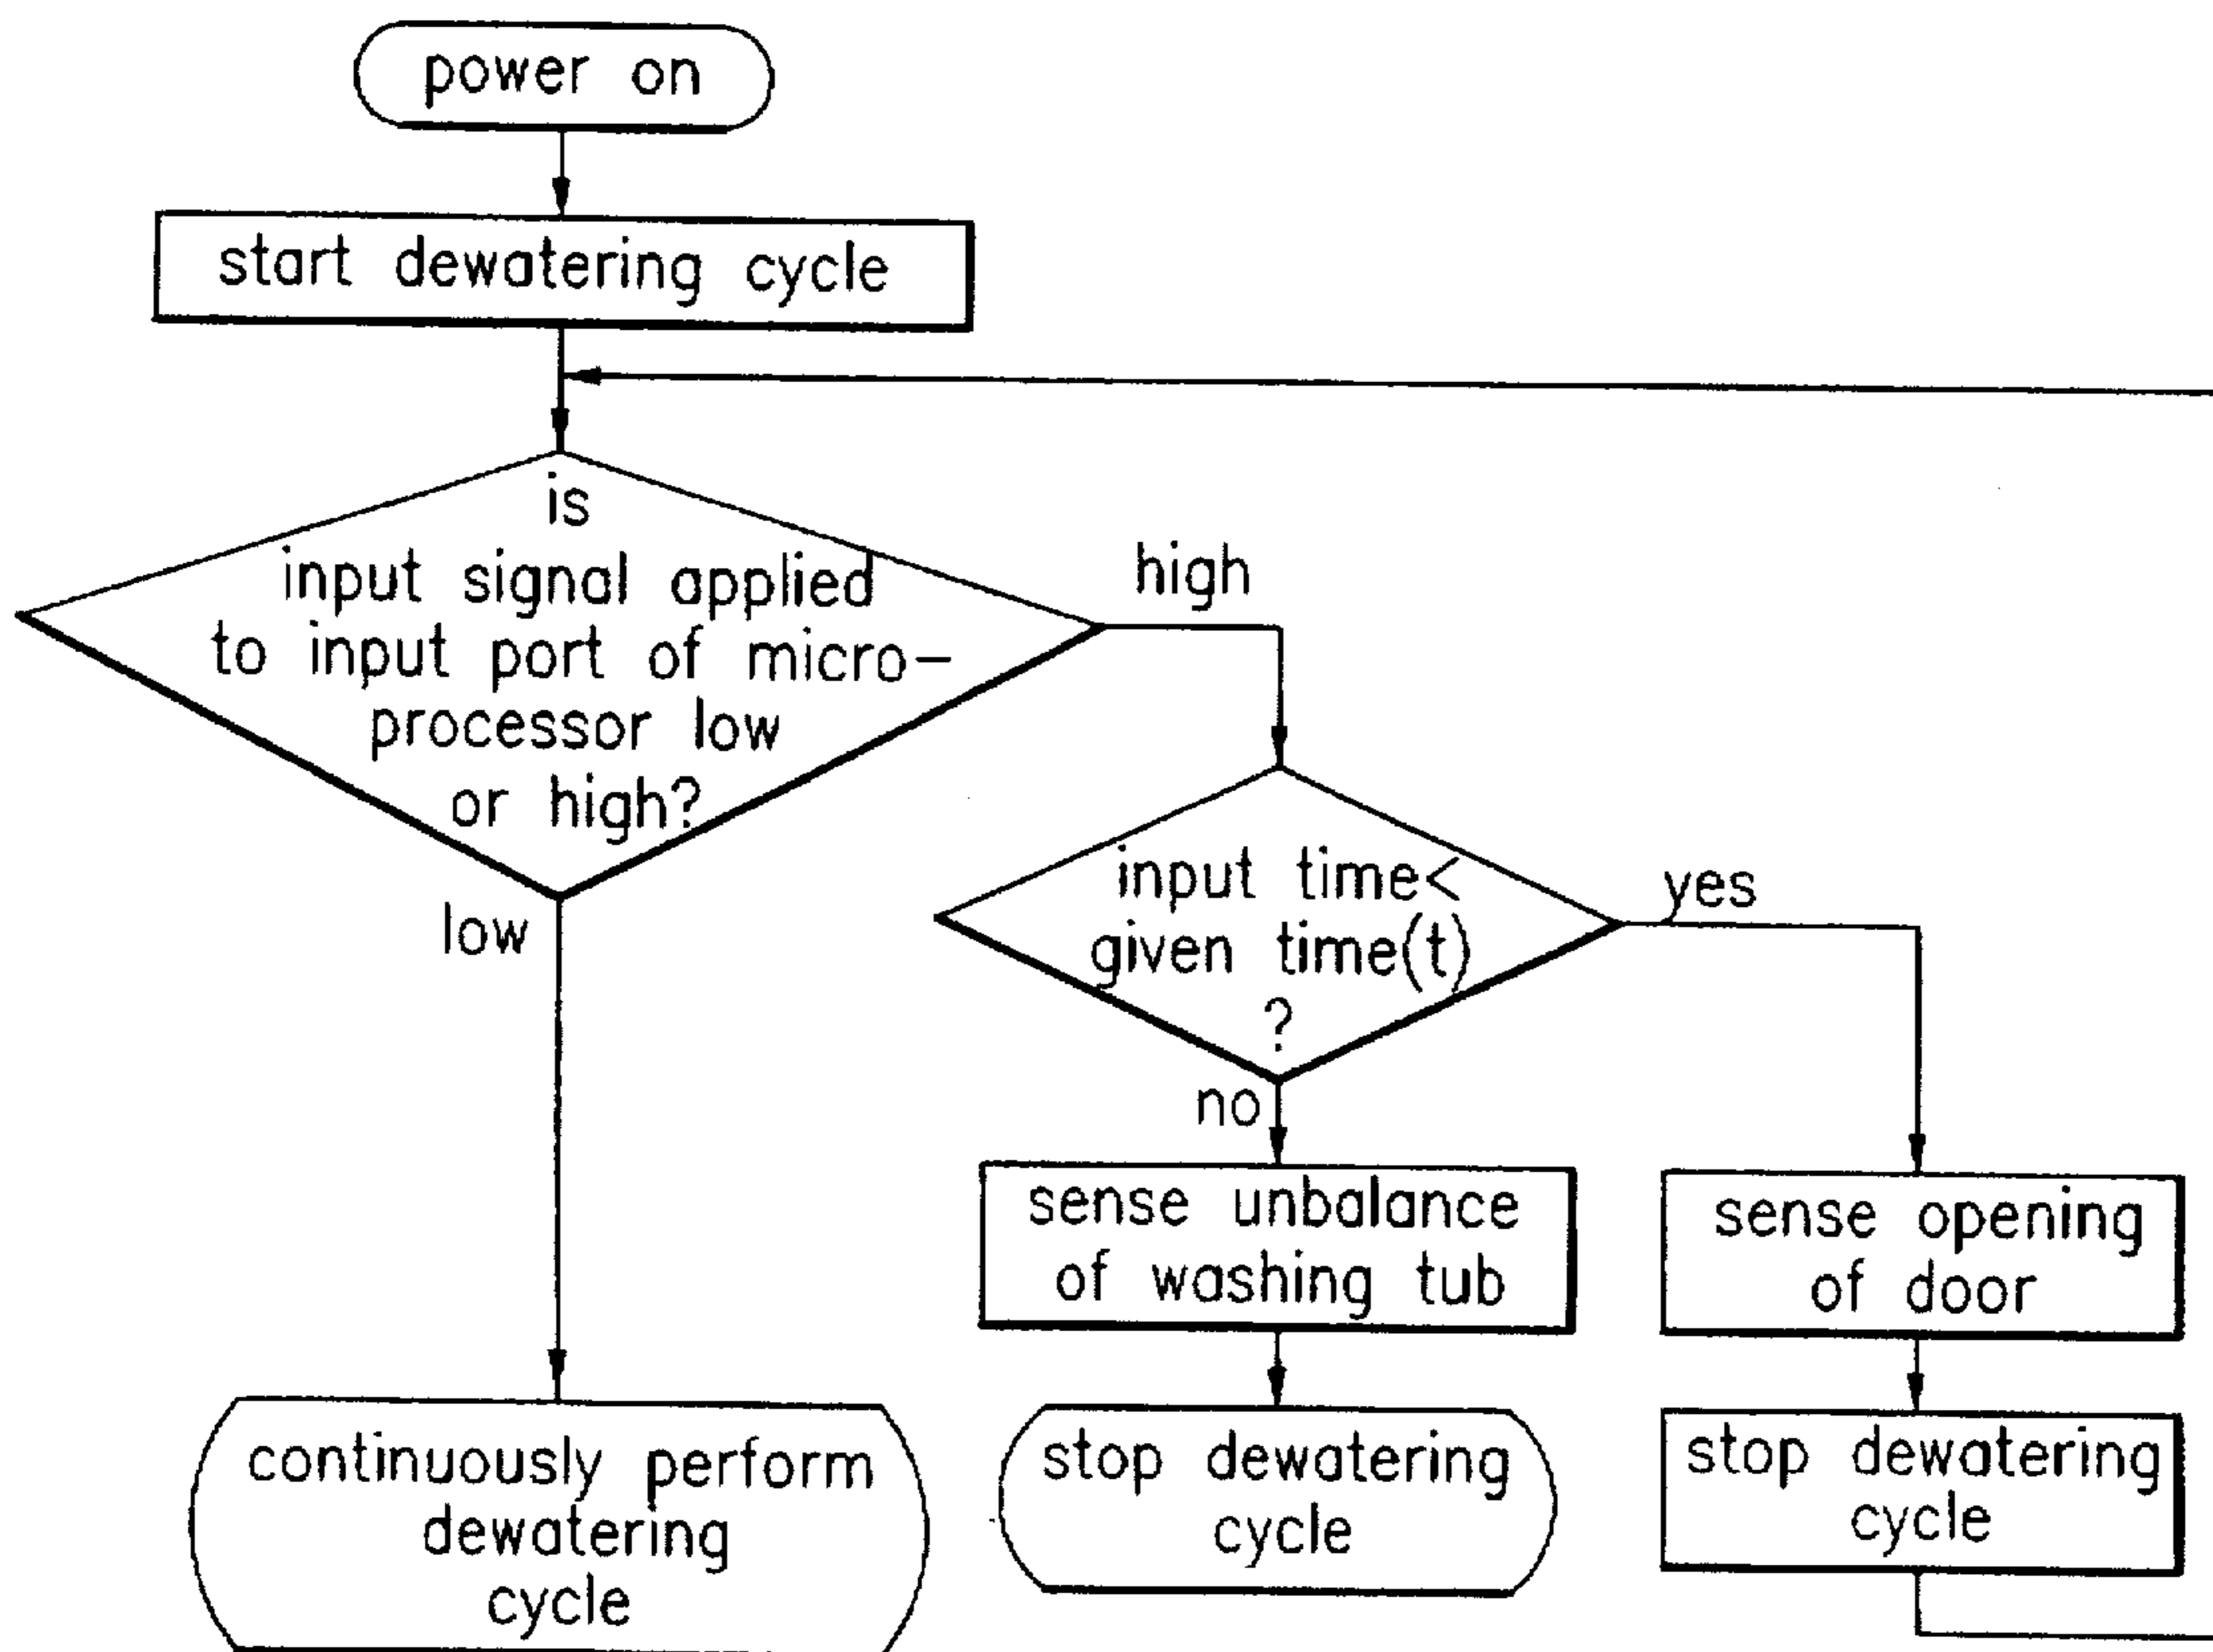 power on
start dewatering cycle
is
input signal applied
to input port of micro-
processor low
or high?
high
low
input time<
given time(t)
?
yes
no
sense unbalance
of washing tub
sense opening
of door
continuously perform
dewatering
cycle
stop dewatering
cycle
stop dewatering
cycle